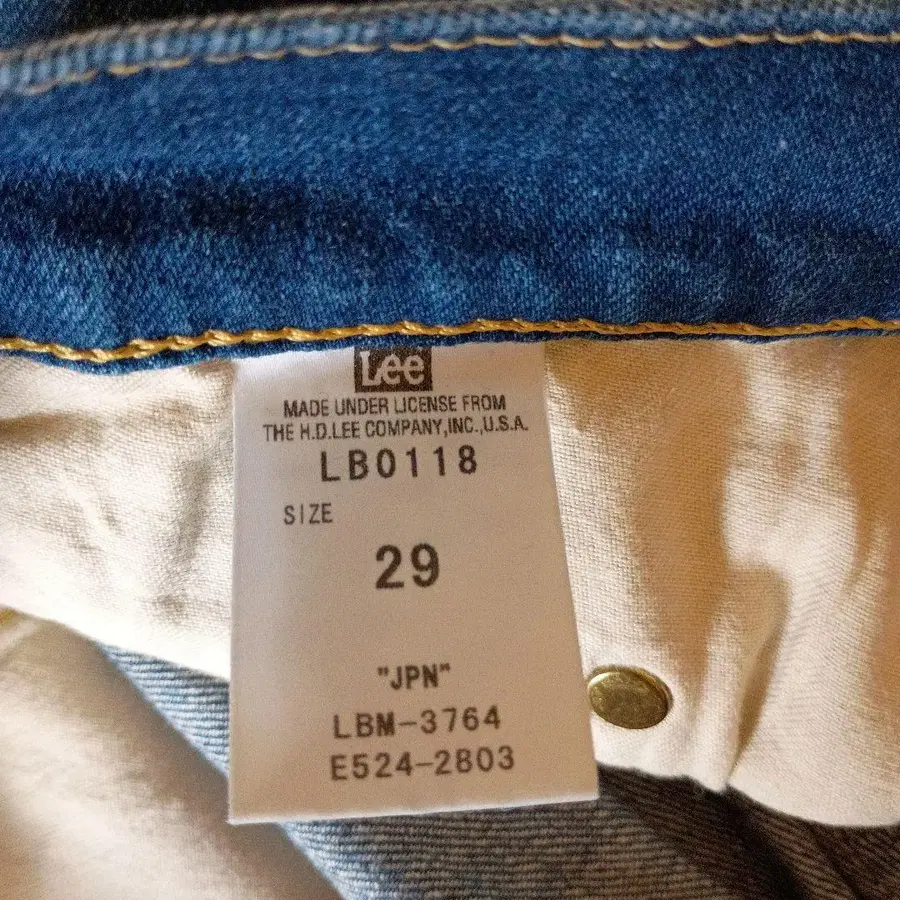 Lee
MADE UNDER LICENSE FROM
THE H.D.LEE COMPANY,INC.,U.S.A.
LB0118
SIZE
29
"JPN"
LBM-3764
E524-2803